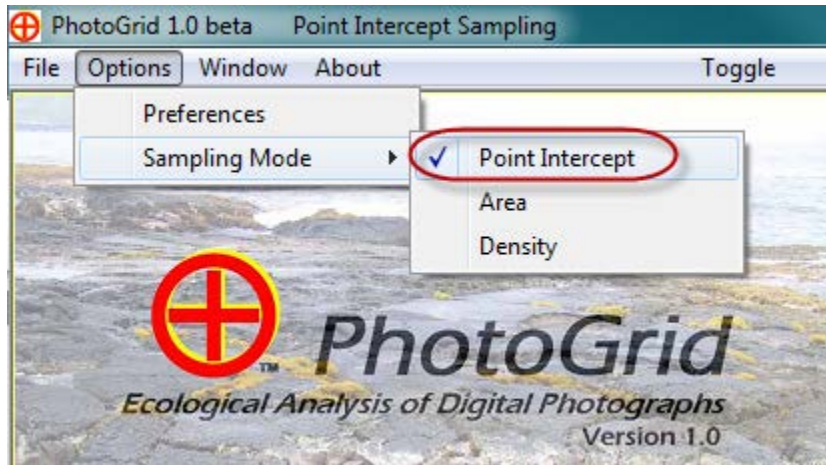 PhotoGrid 1.0 beta Point Intercept Sampling
File Options Window About Toggle
Preferences
Sampling Mode
✓ Point Intercept
Area
Density
PhotoGrid
TM
Ecological Analysis of Digital Photographs
Version 1.0